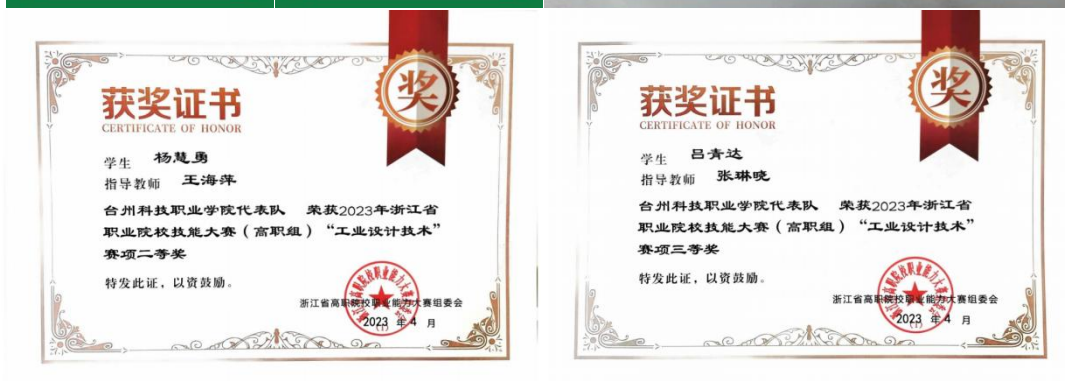 获奖证书
CERTIFICATE OF HONOR
奖
学生 杨慧勇
指导教师 王海萍
台州科技职业学院代表队 荣获2023年浙江省
职业院校技能大赛（高职组）“工业设计技术”
赛项二等奖
特发此证，以资鼓励。
浙江省高职院校职业能力大赛组委会
2023 年 4 月
获奖证书
CERTIFICATE OF HONOR
奖
学生 吕青达
指导教师 张琳晓
台州科技职业学院代表队 荣获2023年浙江省
职业院校技能大赛（高职组）“工业设计技术”
赛项三等奖
特发此证，以资鼓励。
浙江省高职院校职业能力大赛组委会
2023 年 4 月